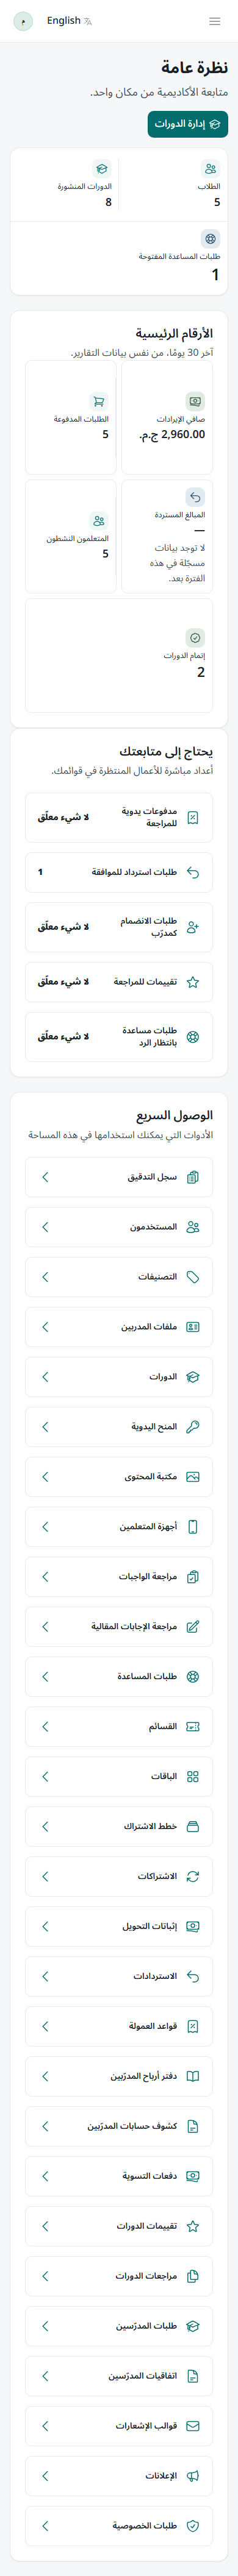 English
م
نظرة عامة
متابعة الأكاديمية من مكان واحد.
إدارة الدورات
الطلاب
5
الدورات المنشورة
8
طلبات المساعدة المفتوحة
1
الأرقام الرئيسية
آخر 30 يومًا، من نفس بيانات التقارير.
صافي الإيرادات
2,960.00 ج.م.
الطلبات المدفوعة
5
المبالغ المستردة
—
لا توجد بيانات
مسجّلة في هذه
الفترة بعد.
المتعلمون النشطون
5
إتمام الدورات
2
يحتاج إلى متابعتك
أعداد مباشرة للأعمال المنتظرة في قوائمك.
مدفوعات يدوية
للمراجعة
لا شيء معلّق
طلبات استرداد للموافقة
1
طلبات الانضمام
كمدرّب
لا شيء معلّق
تقييمات للمراجعة
لا شيء معلّق
طلبات مساعدة
بانتظار الرد
لا شيء معلّق
الوصول السريع
الأدوات التي يمكنك استخدامها في هذه المساحة
سجل التدقيق
المستخدمون
التصنيفات
ملفات المدربين
الدورات
المنح اليدوية
مكتبة المحتوى
أجهزة المتعلمين
مراجعة الواجبات
مراجعة الإجابات المقالية
طلبات المساعدة
القسائم
الباقات
خطط الاشتراك
الاشتراكات
إثباتات التحويل
الاستردادات
قواعد العمولة
دفتر أرباح المدرّبين
كشوف حسابات المدرّبين
دفعات التسوية
تقييمات الدورات
مراجعات الدورات
طلبات المدرّسين
اتفاقيات المدرّسين
قوالب الإشعارات
الإعلانات
طلبات الخصوصية